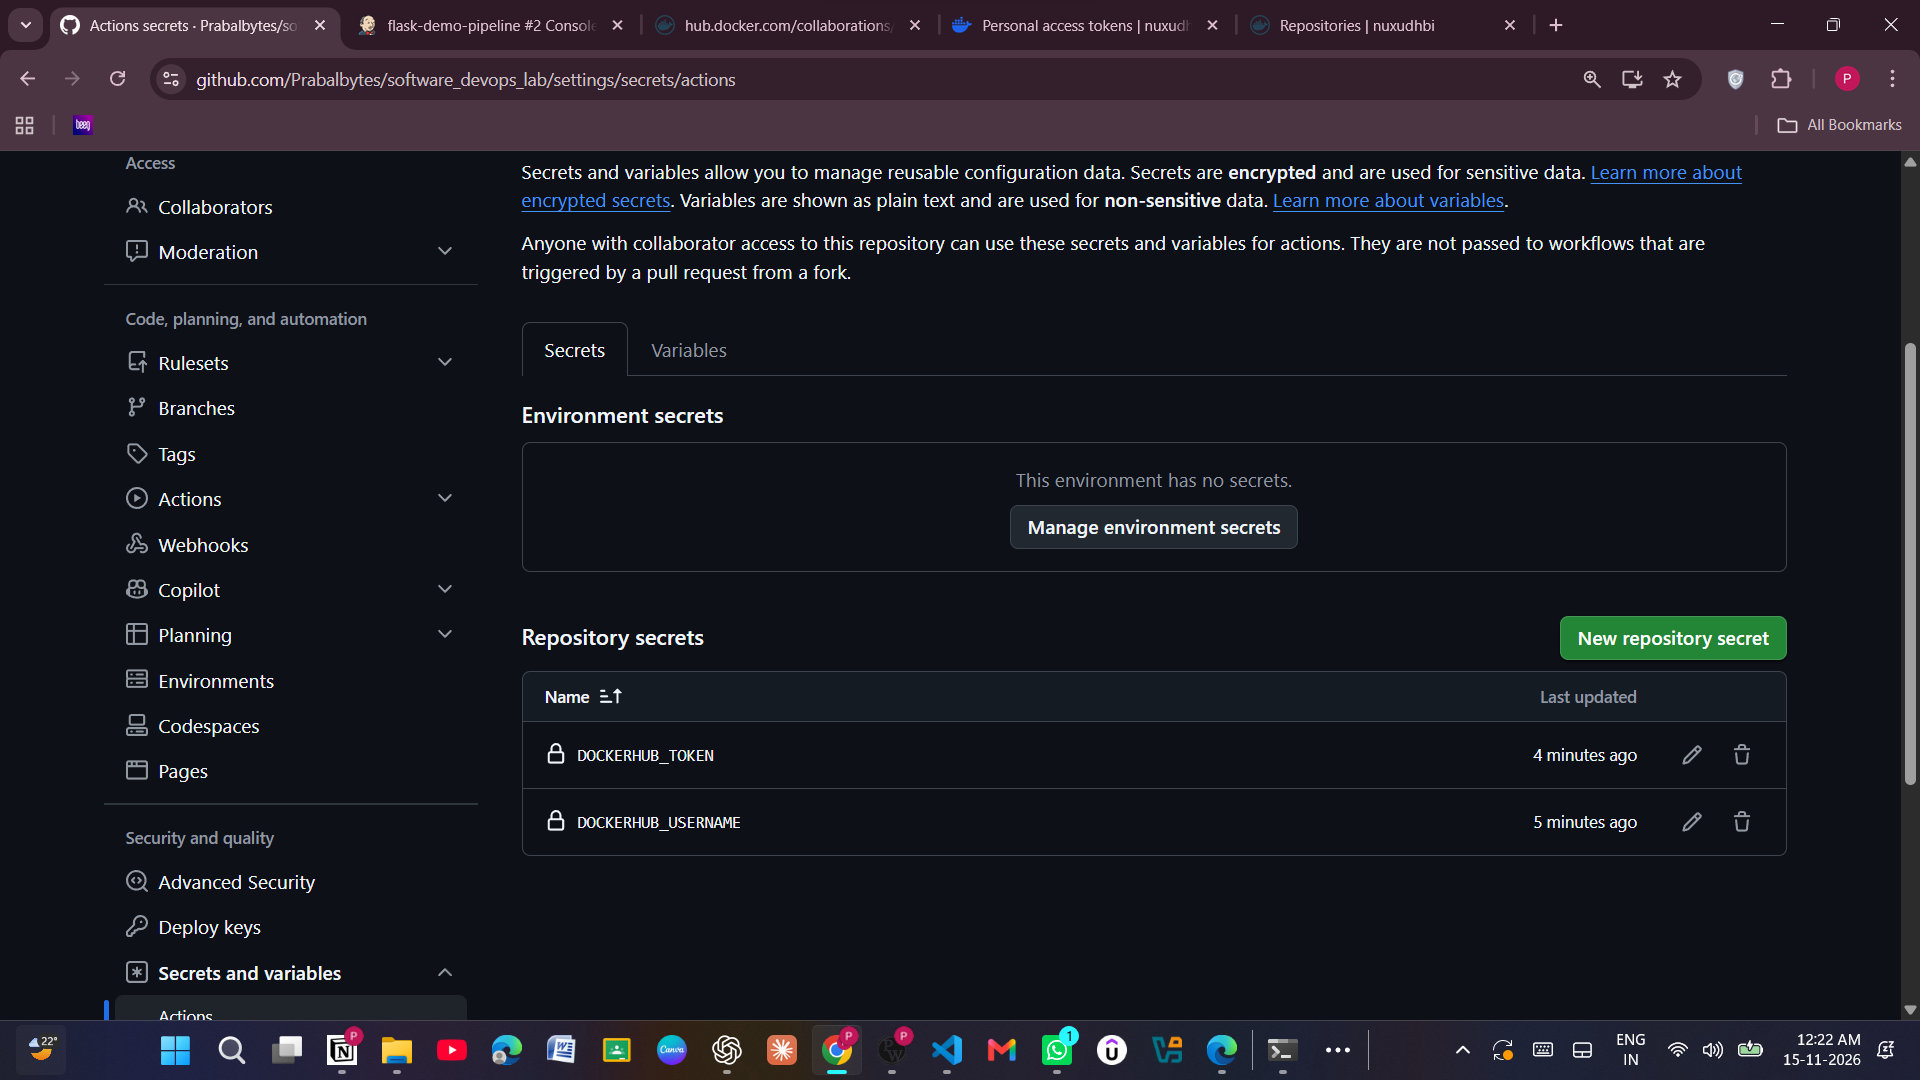 Actions secrets · Prabalbytes/so
flask-demo-pipeline #2 Console
hub.docker.com/collaborations/
Personal access tokens | nuxudh
Repositories | nuxudhbi
github.com/Prabalbytes/software_devops_lab/settings/secrets/actions
P
beeg
All Bookmarks
Access
Collaborators
Moderation
Code, planning, and automation
Rulesets
Branches
Tags
Actions
Webhooks
Copilot
Planning
Environments
Codespaces
Pages
Security and quality
Advanced Security
Deploy keys
Secrets and variables
Actions
Secrets and variables allow you to manage reusable configuration data. Secrets are encrypted and are used for sensitive data. Learn more about
encrypted secrets. Variables are shown as plain text and are used for non-sensitive data. Learn more about variables.
Anyone with collaborator access to this repository can use these secrets and variables for actions. They are not passed to workflows that are
triggered by a pull request from a fork.
Secrets
Variables
Environment secrets
This environment has no secrets.
Manage environment secrets
Repository secrets
New repository secret
Name
Last updated
DOCKERHUB_TOKEN
4 minutes ago
DOCKERHUB_USERNAME
5 minutes ago
22°
P
Canva
P
P
1
ENG
IN
12:22 AM
15-11-2026